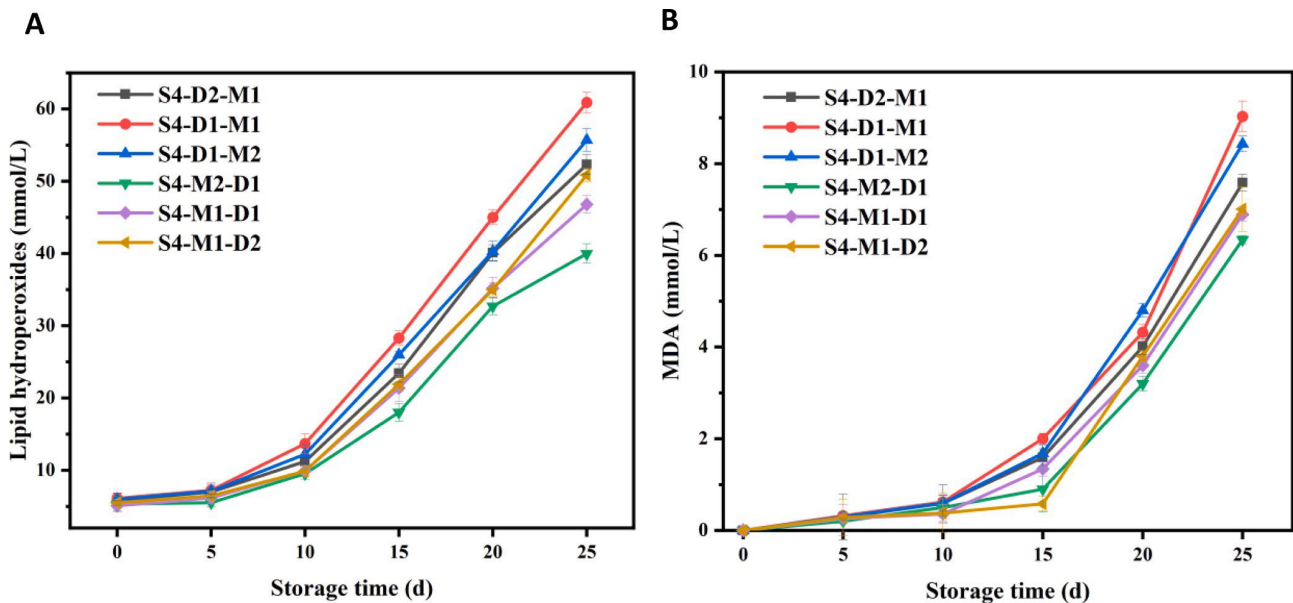 A
S4-D2-M1
S4-D1-M1
S4-D1-M2
S4-M2-D1
S4-M1-D1
S4-M1-D2
Lipid hydroperoxides (mmol/L)
60
50
40
30
20
10
0 5 10 15 20 25
Storage time (d)
B
S4-D2-M1
S4-D1-M1
S4-D1-M2
S4-M2-D1
S4-M1-D1
S4-M1-D2
MDA (mmol/L)
10
8
6
4
2
0
0 5 10 15 20 25
Storage time (d)